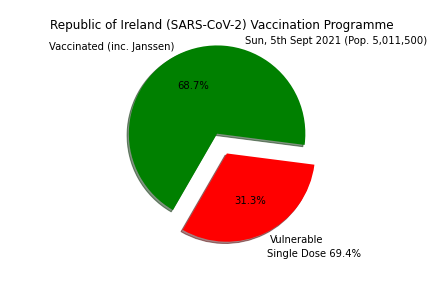 Republic of Ireland (SARS-CoV-2) Vaccination Programme
Sun, 5th Sept 2021 (Pop. 5,011,500)
Vaccinated (inc. Janssen)
68.7%
31.3%
Vulnerable
Single Dose 69.4%